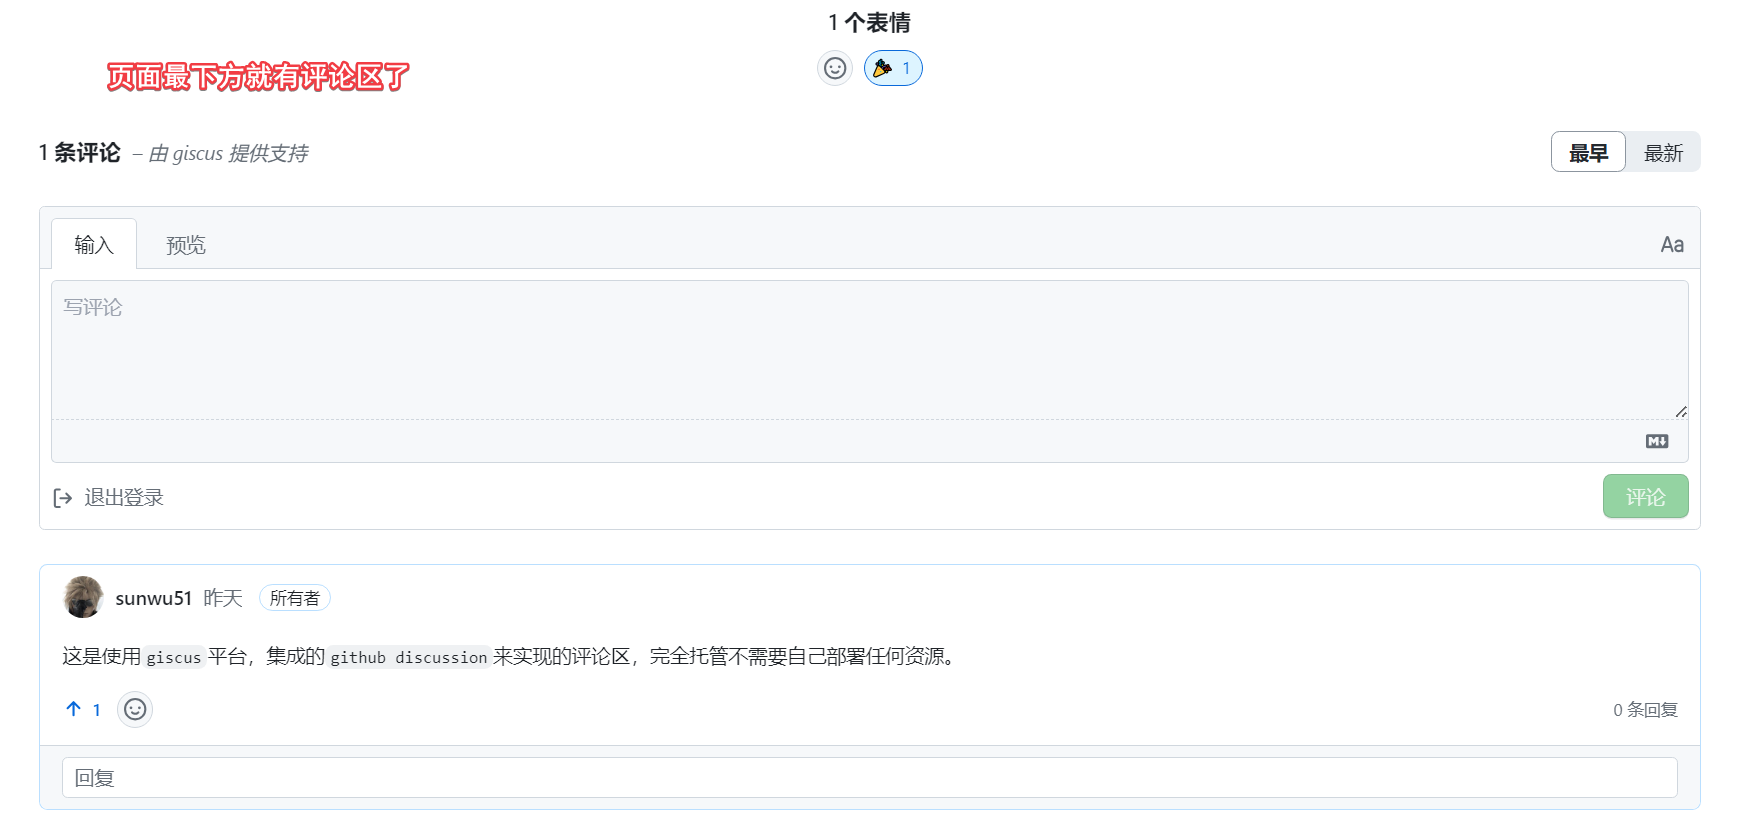 1 个表情
1
页面最下方就有评论区了
1 条评论 – 由 giscus 提供支持
最早 最新
输入 预览 Aa
写评论
M↓
退出登录 评论
sunwu51 昨天 所有者
这是使用 giscus 平台，集成的 github discussion 来实现的评论区，完全托管不需要自己部署任何资源。
1 0 条回复
回复